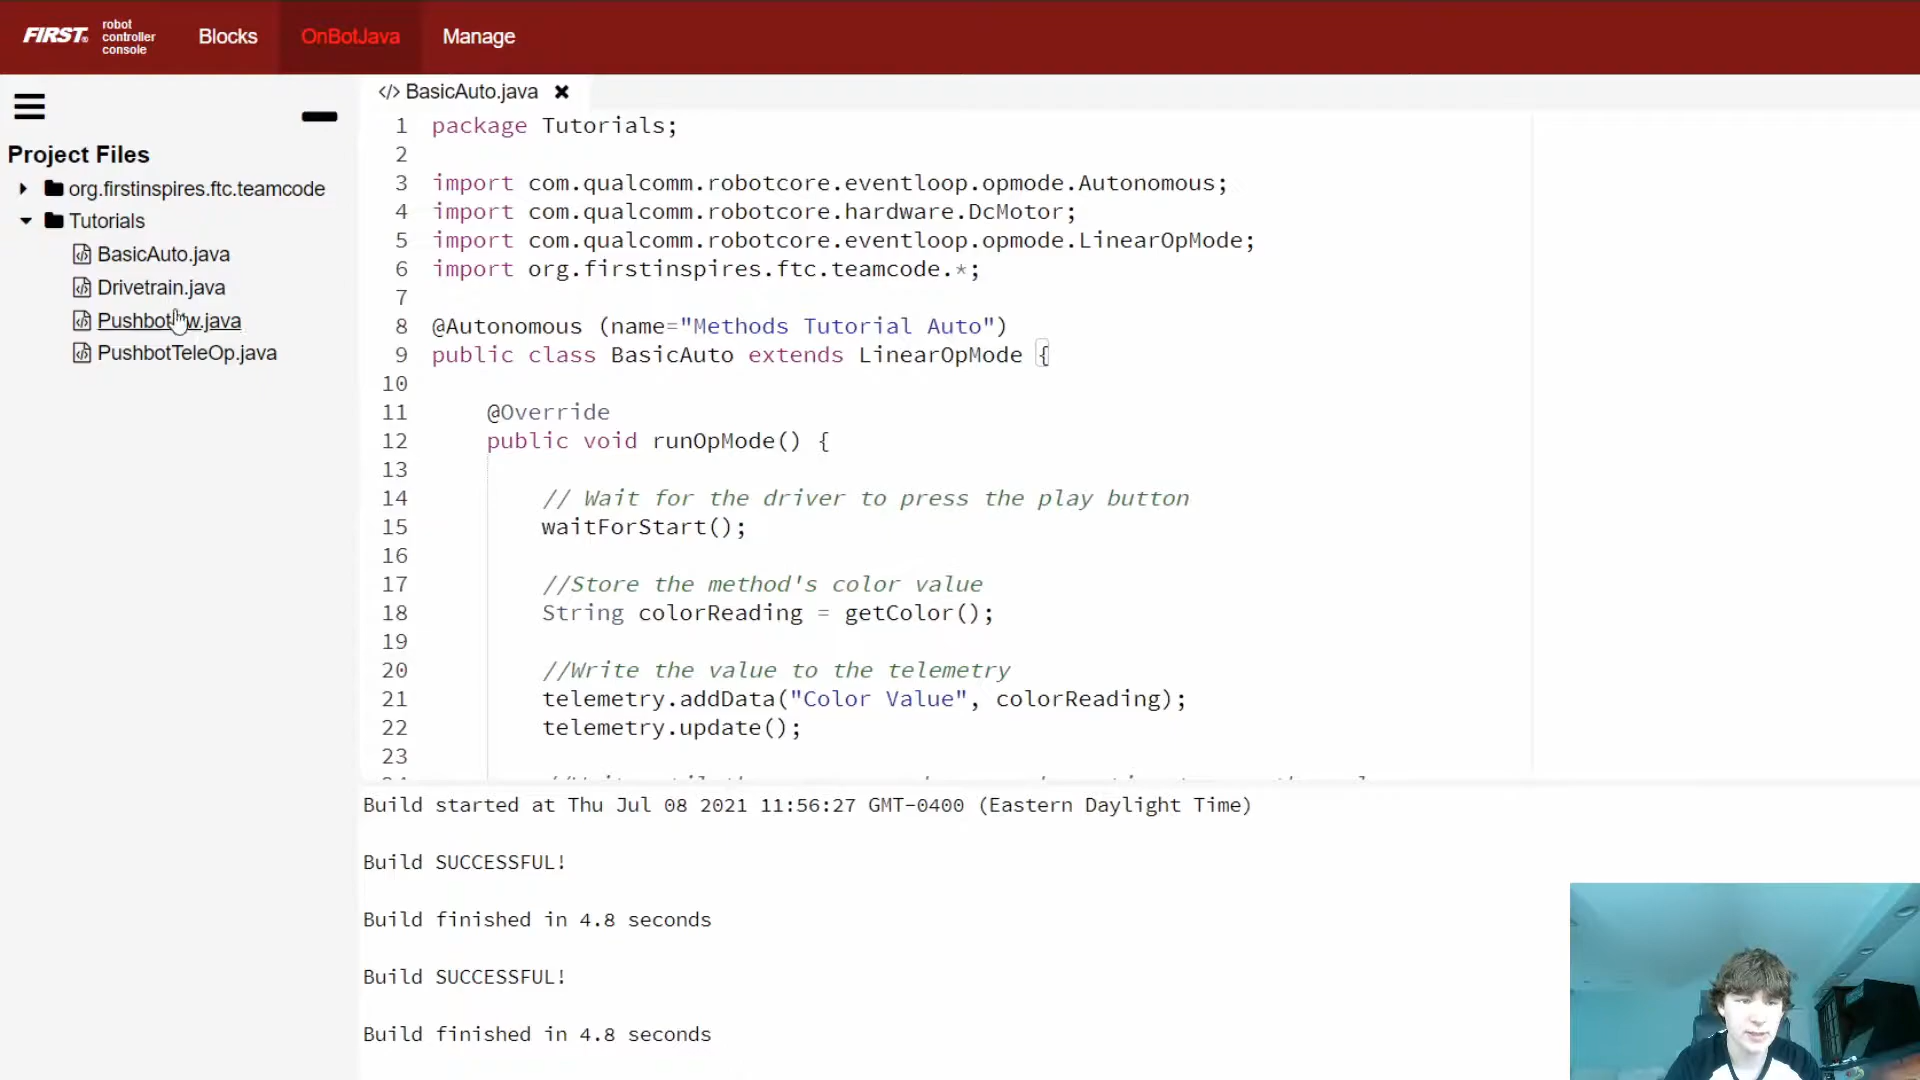 FIRST® robot controller console Blocks OnBotJava Manage
</> BasicAuto.java ✖
Project Files
org.firstinspires.ftc.teamcode
Tutorials
BasicAuto.java
Drivetrain.java
PushbotTeleOp.java
1 package Tutorials;
2
3 import com.qualcomm.robotcore.eventloop.opmode.Autonomous;
4 import com.qualcomm.robotcore.hardware.DcMotor;
5 import com.qualcomm.robotcore.eventloop.opmode.LinearOpMode;
6 import org.firstinspires.ftc.teamcode.*;
7
8 @Autonomous (name="Methods Tutorial Auto")
9 public class BasicAuto extends LinearOpMode {
10
11 @Override
12 public void runOpMode() {
13
14 // Wait for the driver to press the play button
15 waitForStart();
16
17 //Store the method's color value
18 String colorReading = getColor();
19
20 //Write the value to the telemetry
21 telemetry.addData("Color Value", colorReading);
22 telemetry.update();
23
Build started at Thu Jul 08 2021 11:56:27 GMT-0400 (Eastern Daylight Time)
Build SUCCESSFUL!
Build finished in 4.8 seconds
Build SUCCESSFUL!
Build finished in 4.8 seconds